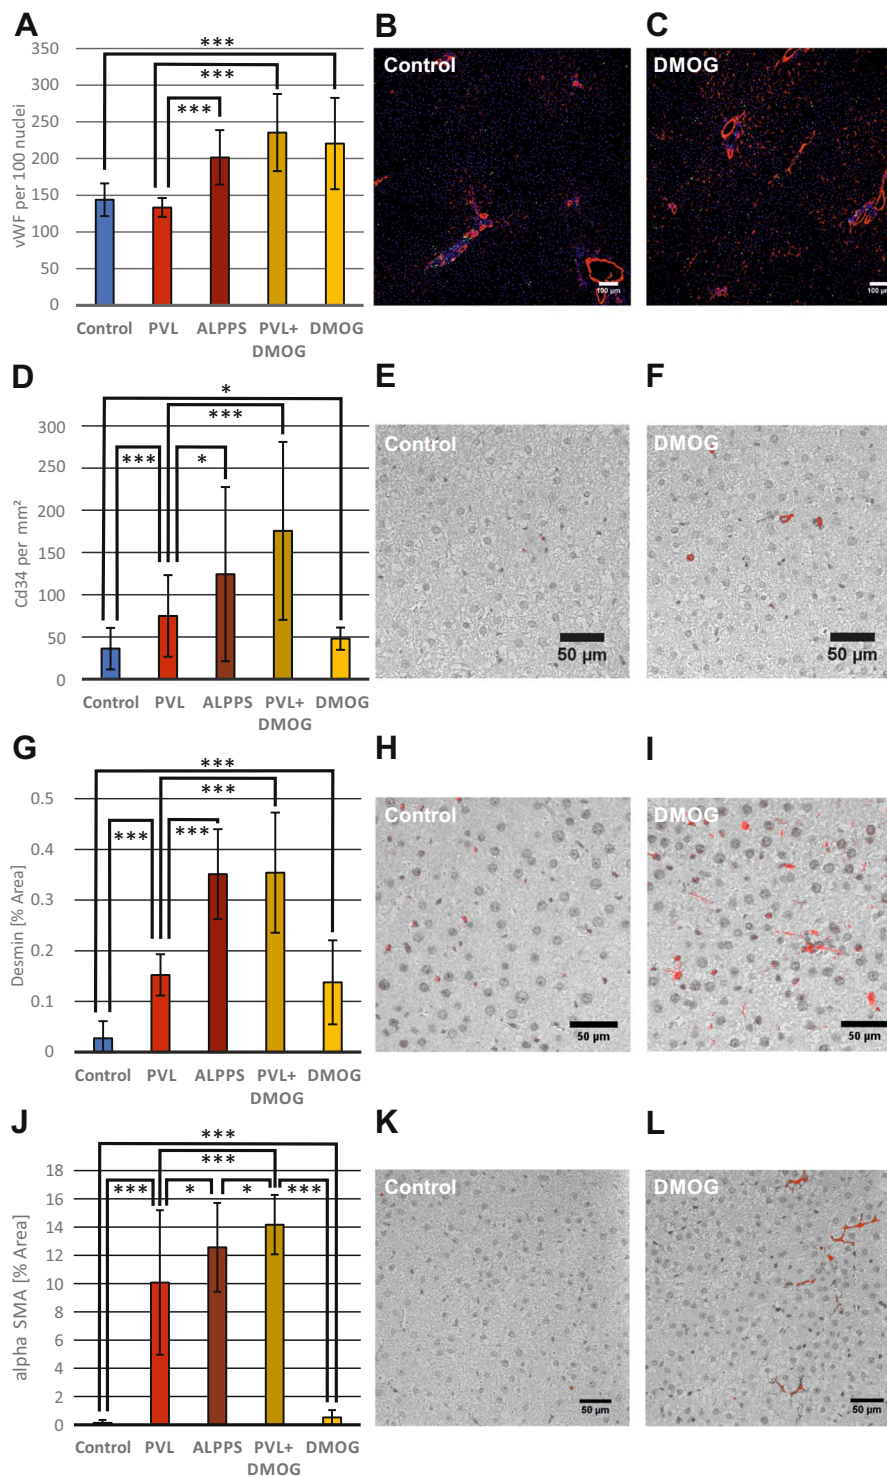 A
350
300
250
200
150
100
50
0
vWF per 100 nuclei
***
***
***
Control PVL ALPPS PVL+ DMOG
DMOG
B
Control
100 µm
C
DMOG
100 µm
D
300
250
200
150
100
50
0
Cd34 per mm²
*
***
*** *
Control PVL ALPPS PVL+ DMOG
DMOG
E
Control
50 µm
F
DMOG
50 µm
G
0.5
0.4
0.3
0.2
0.1
0
Desmin [% Area]
***
***
*** ***
Control PVL ALPPS PVL+ DMOG
DMOG
H
Control
50 µm
I
DMOG
50 µm
J
18
16
14
12
10
8
6
4
2
0
alpha SMA [% Area]
***
***
*** * * ***
Control PVL ALPPS PVL+ DMOG
DMOG
K
Control
50 µm
L
DMOG
50 µm